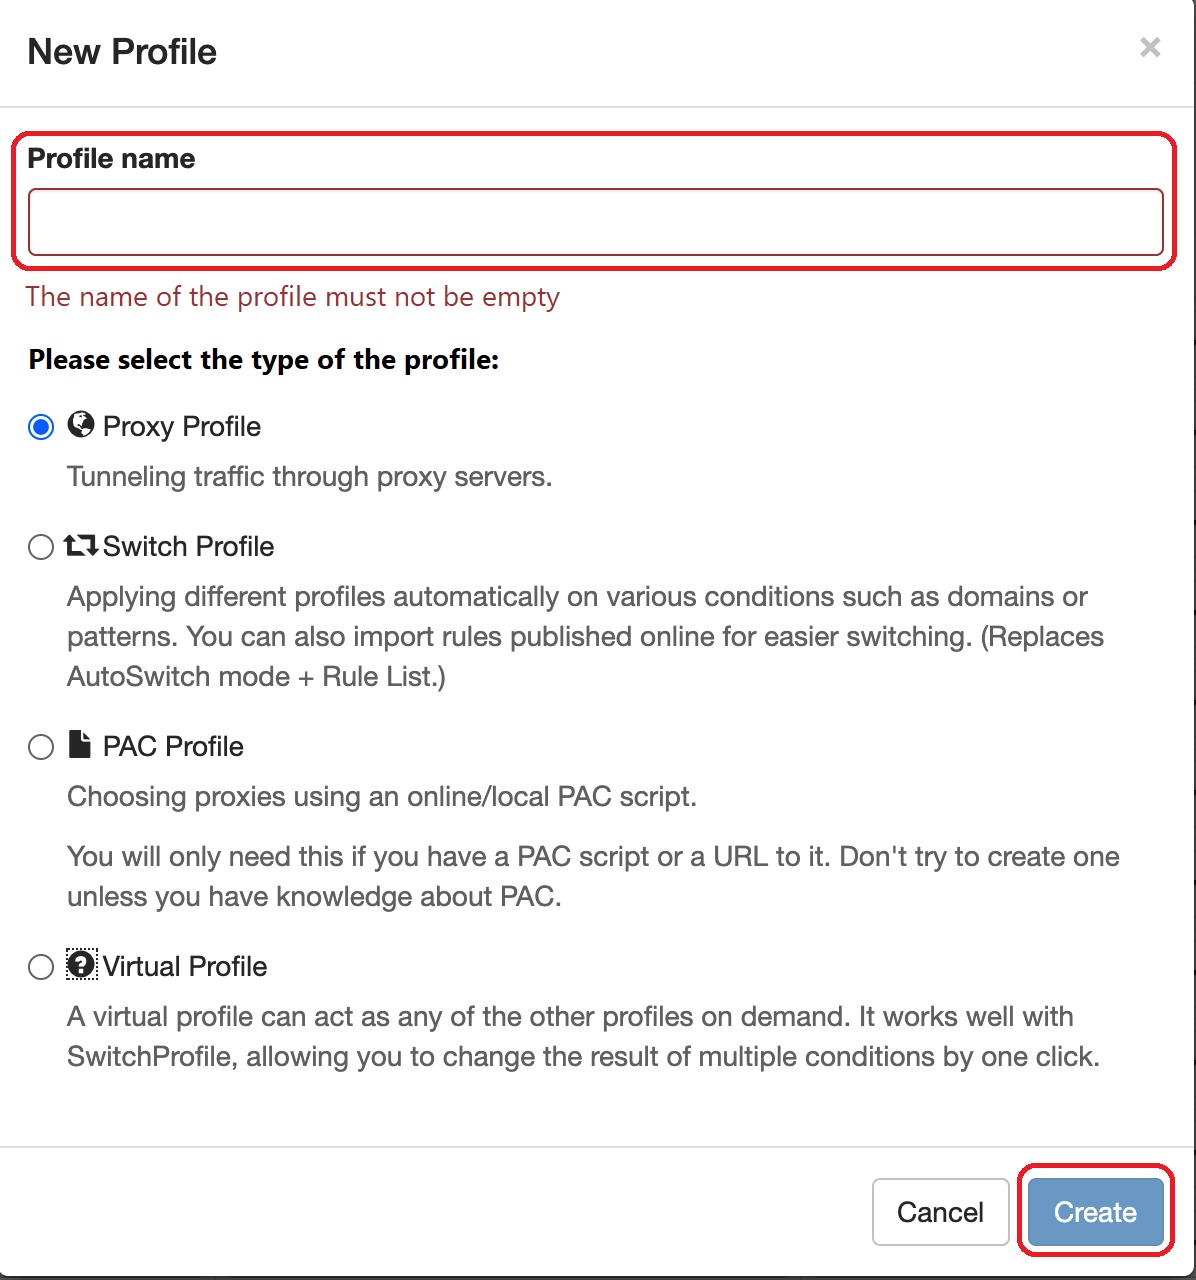 New Profile
×
Profile name
The name of the profile must not be empty
Please select the type of the profile:
Proxy Profile
Tunneling traffic through proxy servers.
Switch Profile
Applying different profiles automatically on various conditions such as domains or
patterns. You can also import rules published online for easier switching. (Replaces
AutoSwitch mode + Rule List.)
PAC Profile
Choosing proxies using an online/local PAC script.
You will only need this if you have a PAC script or a URL to it. Don't try to create one
unless you have knowledge about PAC.
Virtual Profile
A virtual profile can act as any of the other profiles on demand. It works well with
SwitchProfile, allowing you to change the result of multiple conditions by one click.
Cancel Create